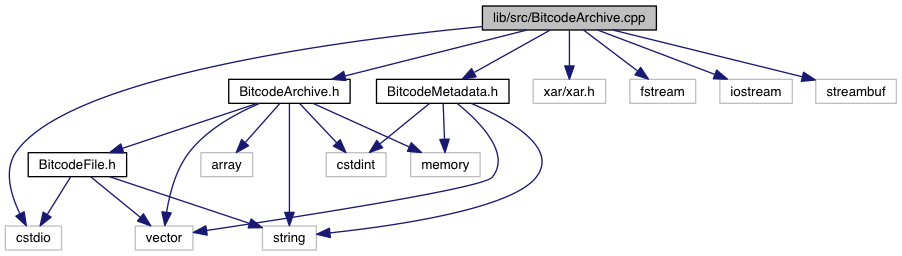 lib/src/BitcodeArchive.cpp
BitcodeArchive.h
BitcodeMetadata.h
xar/xar.h
fstream
iostream
streambuf
BitcodeFile.h
array
cstdint
memory
cstdio
vector
string